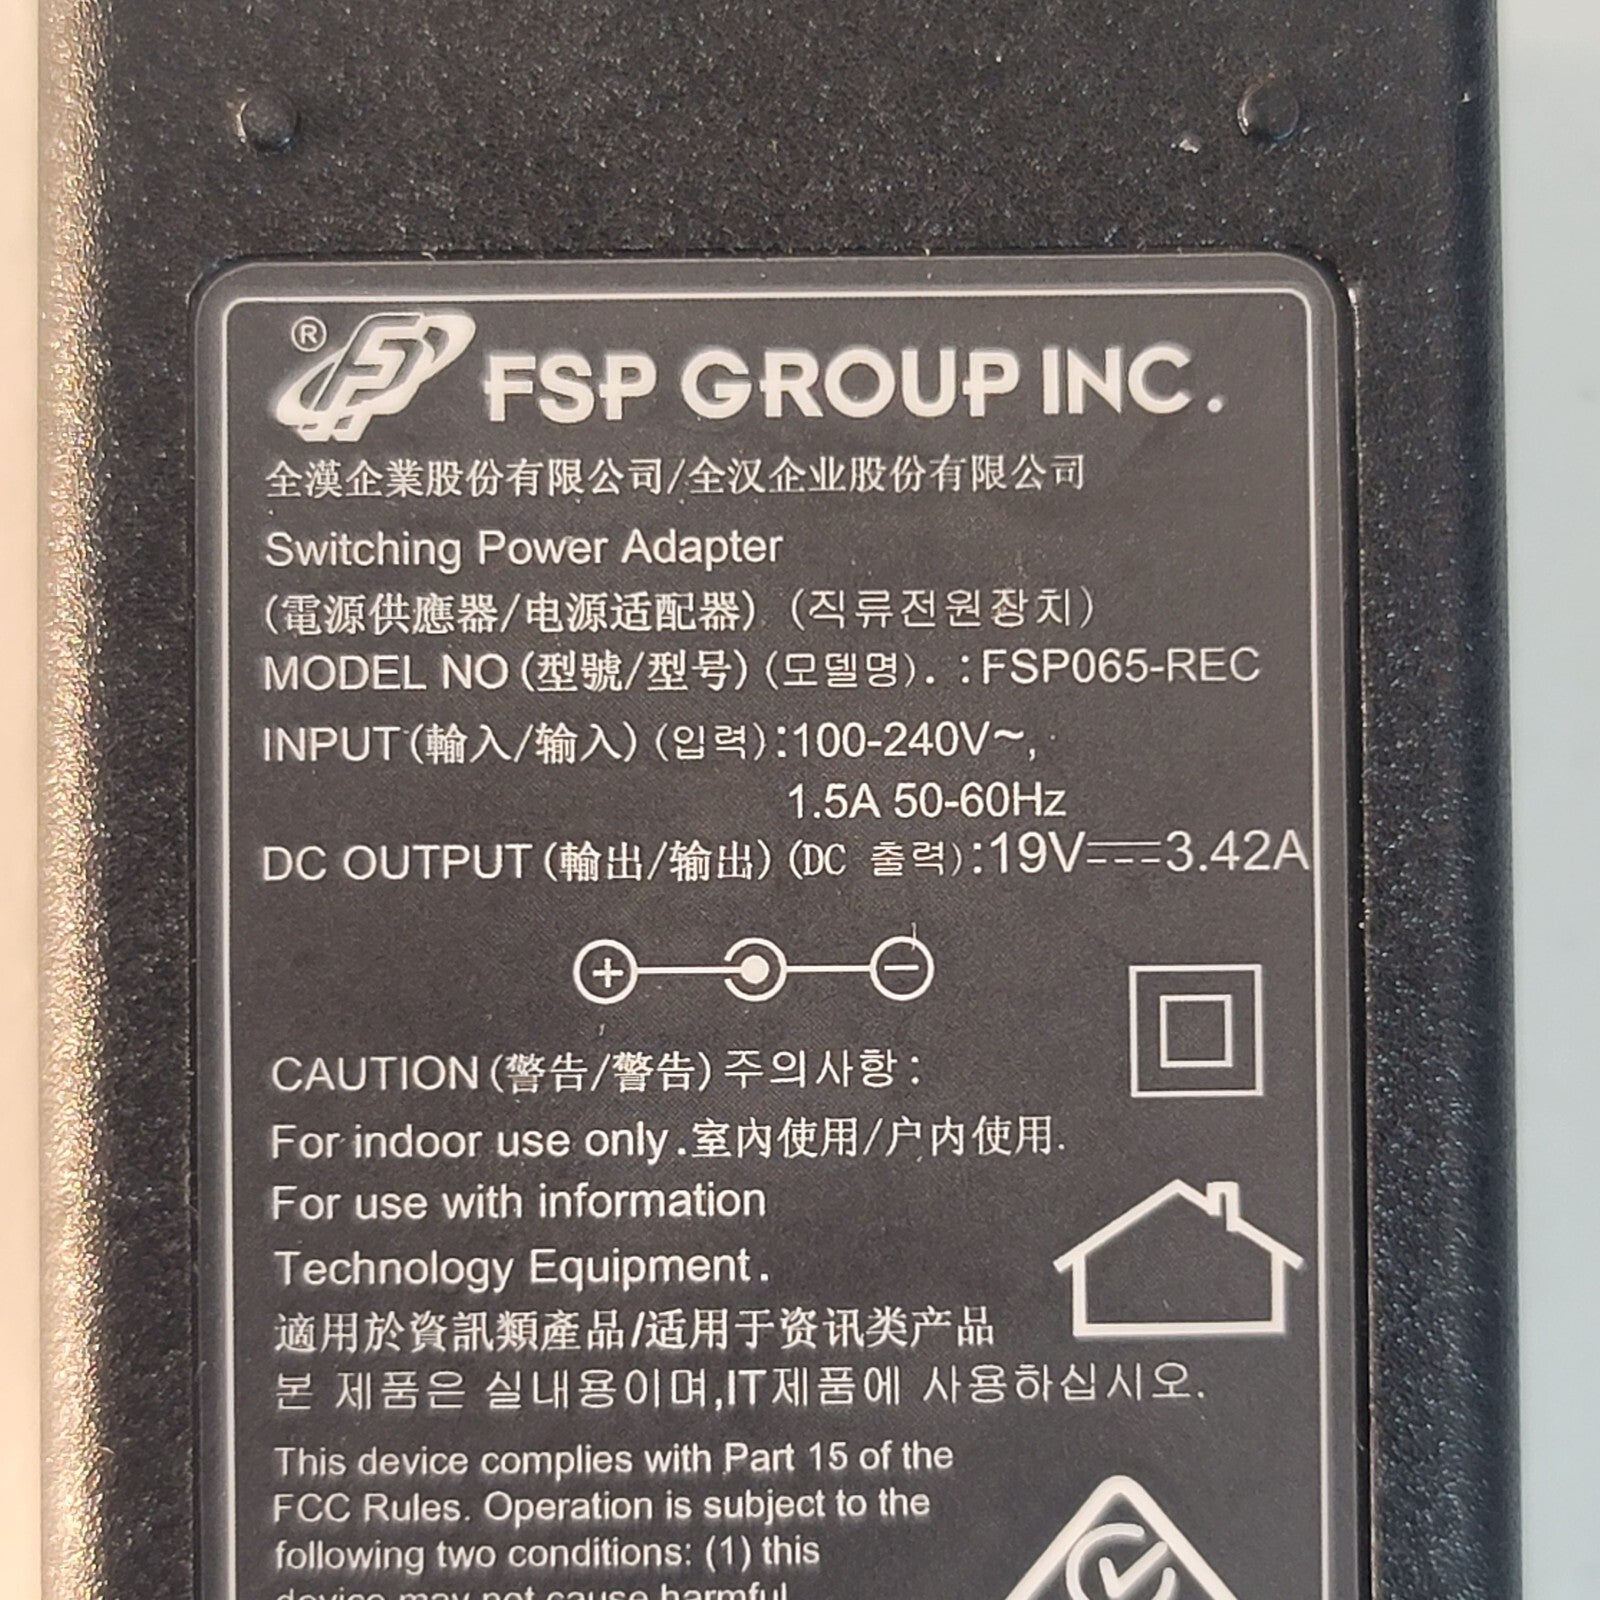 ® FSP GROUP INC.
全漢企業股份有限公司/全汉企业股份有限公司
Switching Power Adapter
(電源供應器/电源适配器) (직류전원장치)
MODEL NO (型號/型号) (모델명). : FSP065-REC
INPUT (輸入/输入) (입력) : 100-240V~,
1.5A 50-60Hz
DC OUTPUT (輸出/输出) (DC 출력) : 19V⎓3.42A
+ −
CAUTION (警告/警告) 주의사항 :
For indoor use only. 室內使用/户内使用.
For use with information
Technology Equipment.
適用於資訊類產品/适用于资讯类产品
본 제품은 실내용이며,IT제품에 사용하십시오.
This device complies with Part 15 of the
FCC Rules. Operation is subject to the
following two conditions: (1) this
device may not cause harmful